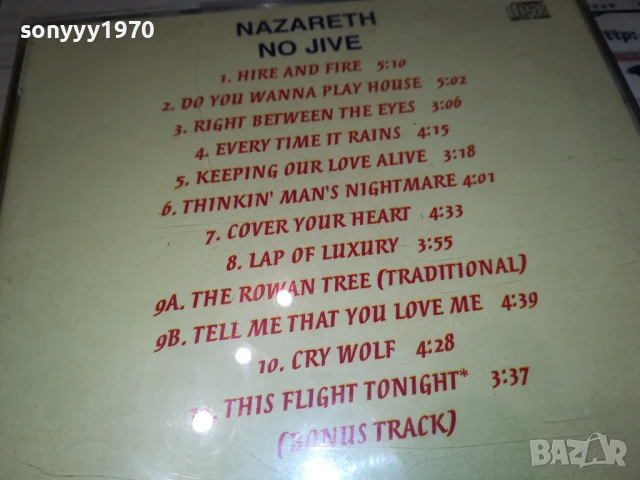 sonyyy1970
NAZARETH
NO JIVE
1. HIRE AND FIRE 5:10
2. DO YOU WANNA PLAY HOUSE 5:02
3. RIGHT BETWEEN THE EYES 3:06
4. EVERY TIME IT RAINS 4:15
5. KEEPING OUR LOVE ALIVE 3:18
6. THINKIN' MAN'S NIGHTMARE 4:01
7. COVER YOUR HEART 4:33
8. LAP OF LUXURY 3:55
9A. THE ROWAN TREE (TRADITIONAL)
9B. TELL ME THAT YOU LOVE ME 4:39
10. CRY WOLF 4:28
THIS FLIGHT TONIGHT* 3:37
(BONUS TRACK)
http:
BAZAR